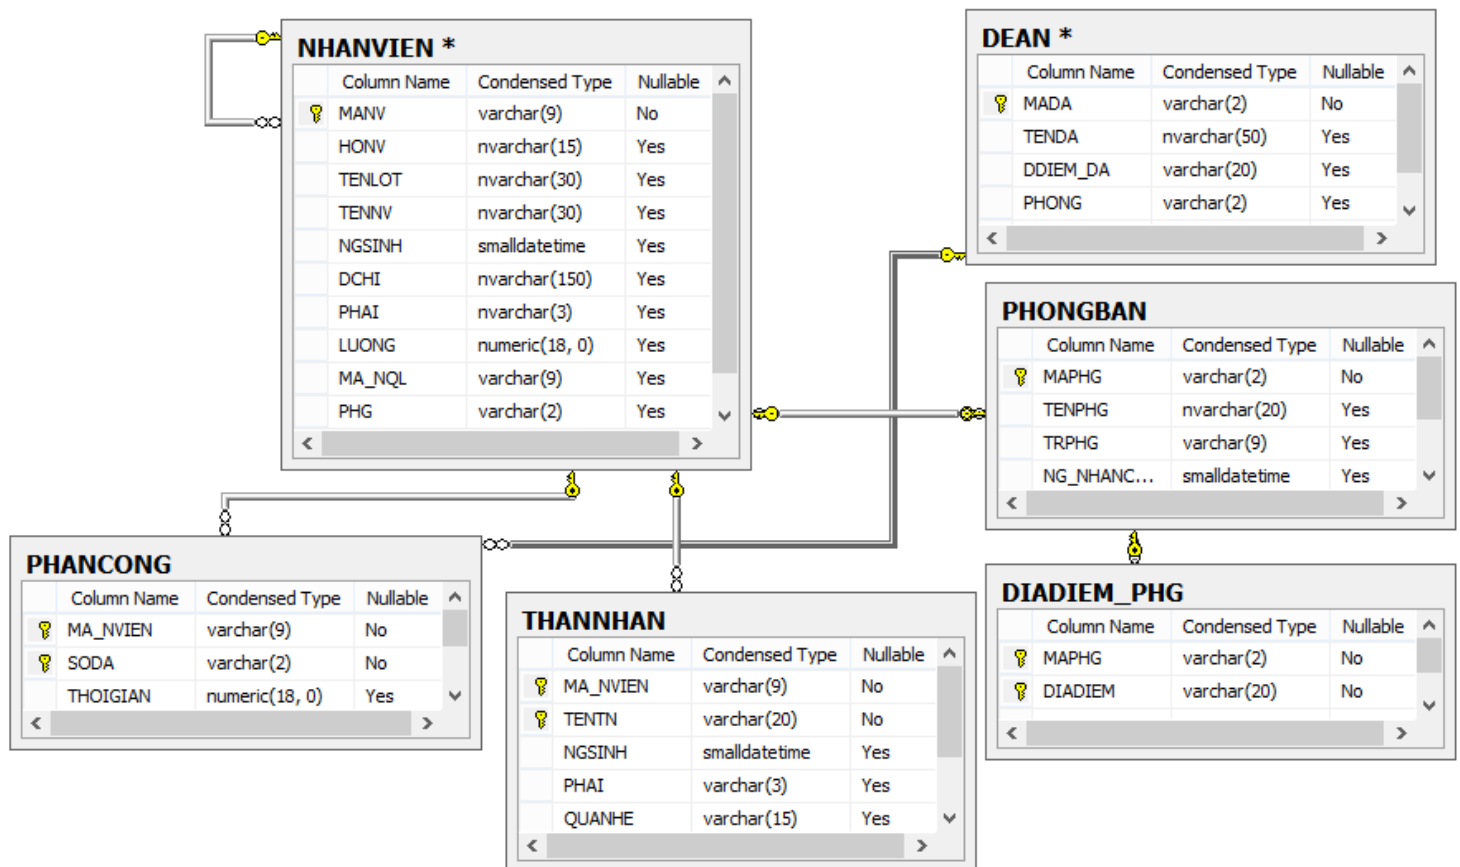 NHANVIEN *
Column Name Condensed Type Nullable
MANV varchar(9) No
HONV nvarchar(15) Yes
TENLOT nvarchar(30) Yes
TENNV nvarchar(30) Yes
NGSINH smalldatetime Yes
DCHI nvarchar(150) Yes
PHAI nvarchar(3) Yes
LUONG numeric(18, 0) Yes
MA_NQL varchar(9) Yes
PHG varchar(2) Yes
DEAN *
Column Name Condensed Type Nullable
MADA varchar(2) No
TENDA nvarchar(50) Yes
DDIEM_DA varchar(20) Yes
PHONG varchar(2) Yes
PHONGBAN
Column Name Condensed Type Nullable
MAPHG varchar(2) No
TENPHG nvarchar(20) Yes
TRPHG varchar(9) Yes
NG_NHANC... smalldatetime Yes
PHANCONG
Column Name Condensed Type Nullable
MA_NVIEN varchar(9) No
SODA varchar(2) No
THOIGIAN numeric(18, 0) Yes
THANNHAN
Column Name Condensed Type Nullable
MA_NVIEN varchar(9) No
TENTN varchar(20) No
NGSINH smalldatetime Yes
PHAI varchar(3) Yes
QUANHE varchar(15) Yes
DIADIEM_PHG
Column Name Condensed Type Nullable
MAPHG varchar(2) No
DIADIEM varchar(20) No